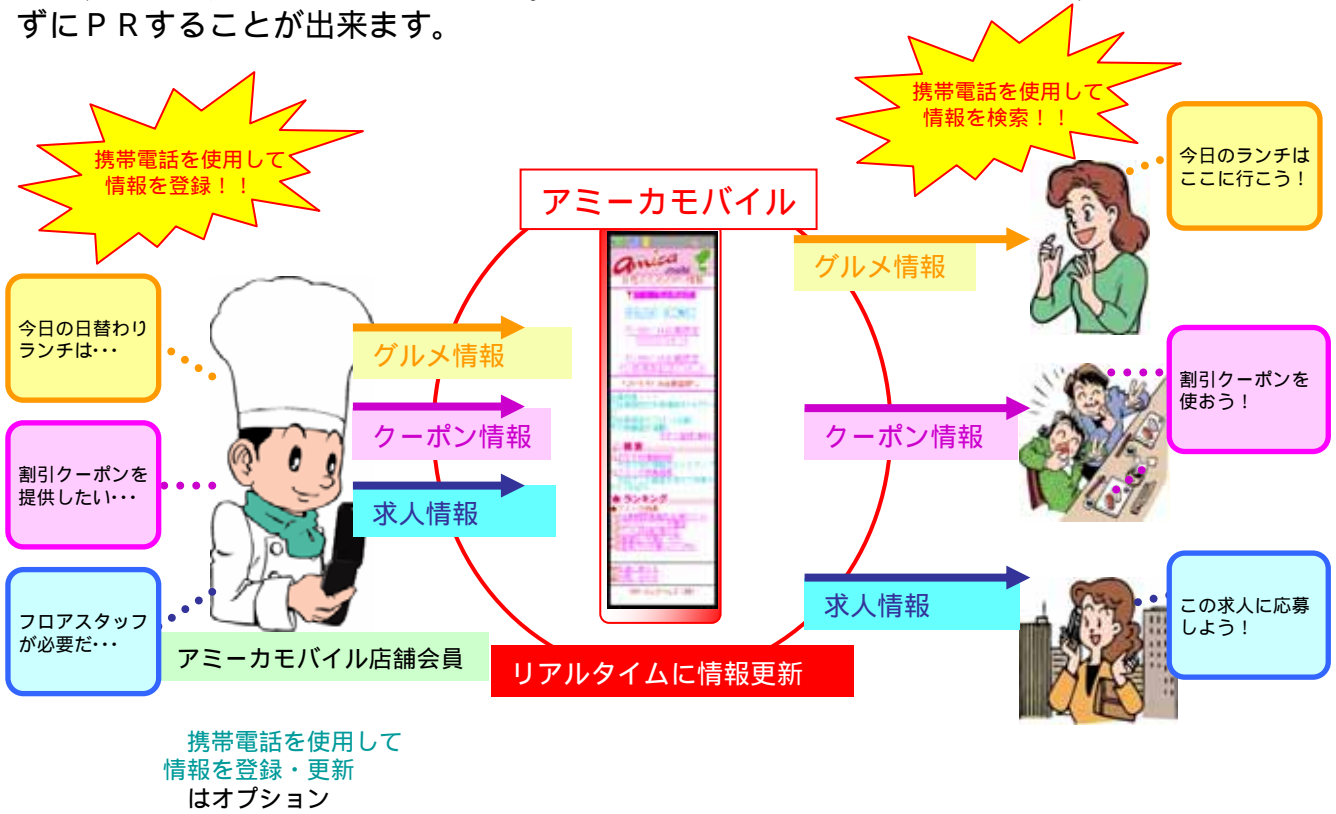 ずにＰＲすることが出来ます。
携帯電話を使用して
情報を検索！！
携帯電話を使用して
情報を登録！！
今日のランチは
ここに行こう！
アミーカモバイル
グルメ情報
amica
今日の日替わり
ランチは･･･
グルメ情報
割引クーポンを
使おう！
クーポン情報
クーポン情報
割引クーポンを
提供したい･･･
求人情報
検索
ランキング
求人情報
この求人に応募
しよう！
フロアスタッフ
が必要だ･･･
アミーカモバイル店舗会員
リアルタイムに情報更新
携帯電話を使用して
情報を登録・更新
はオプション